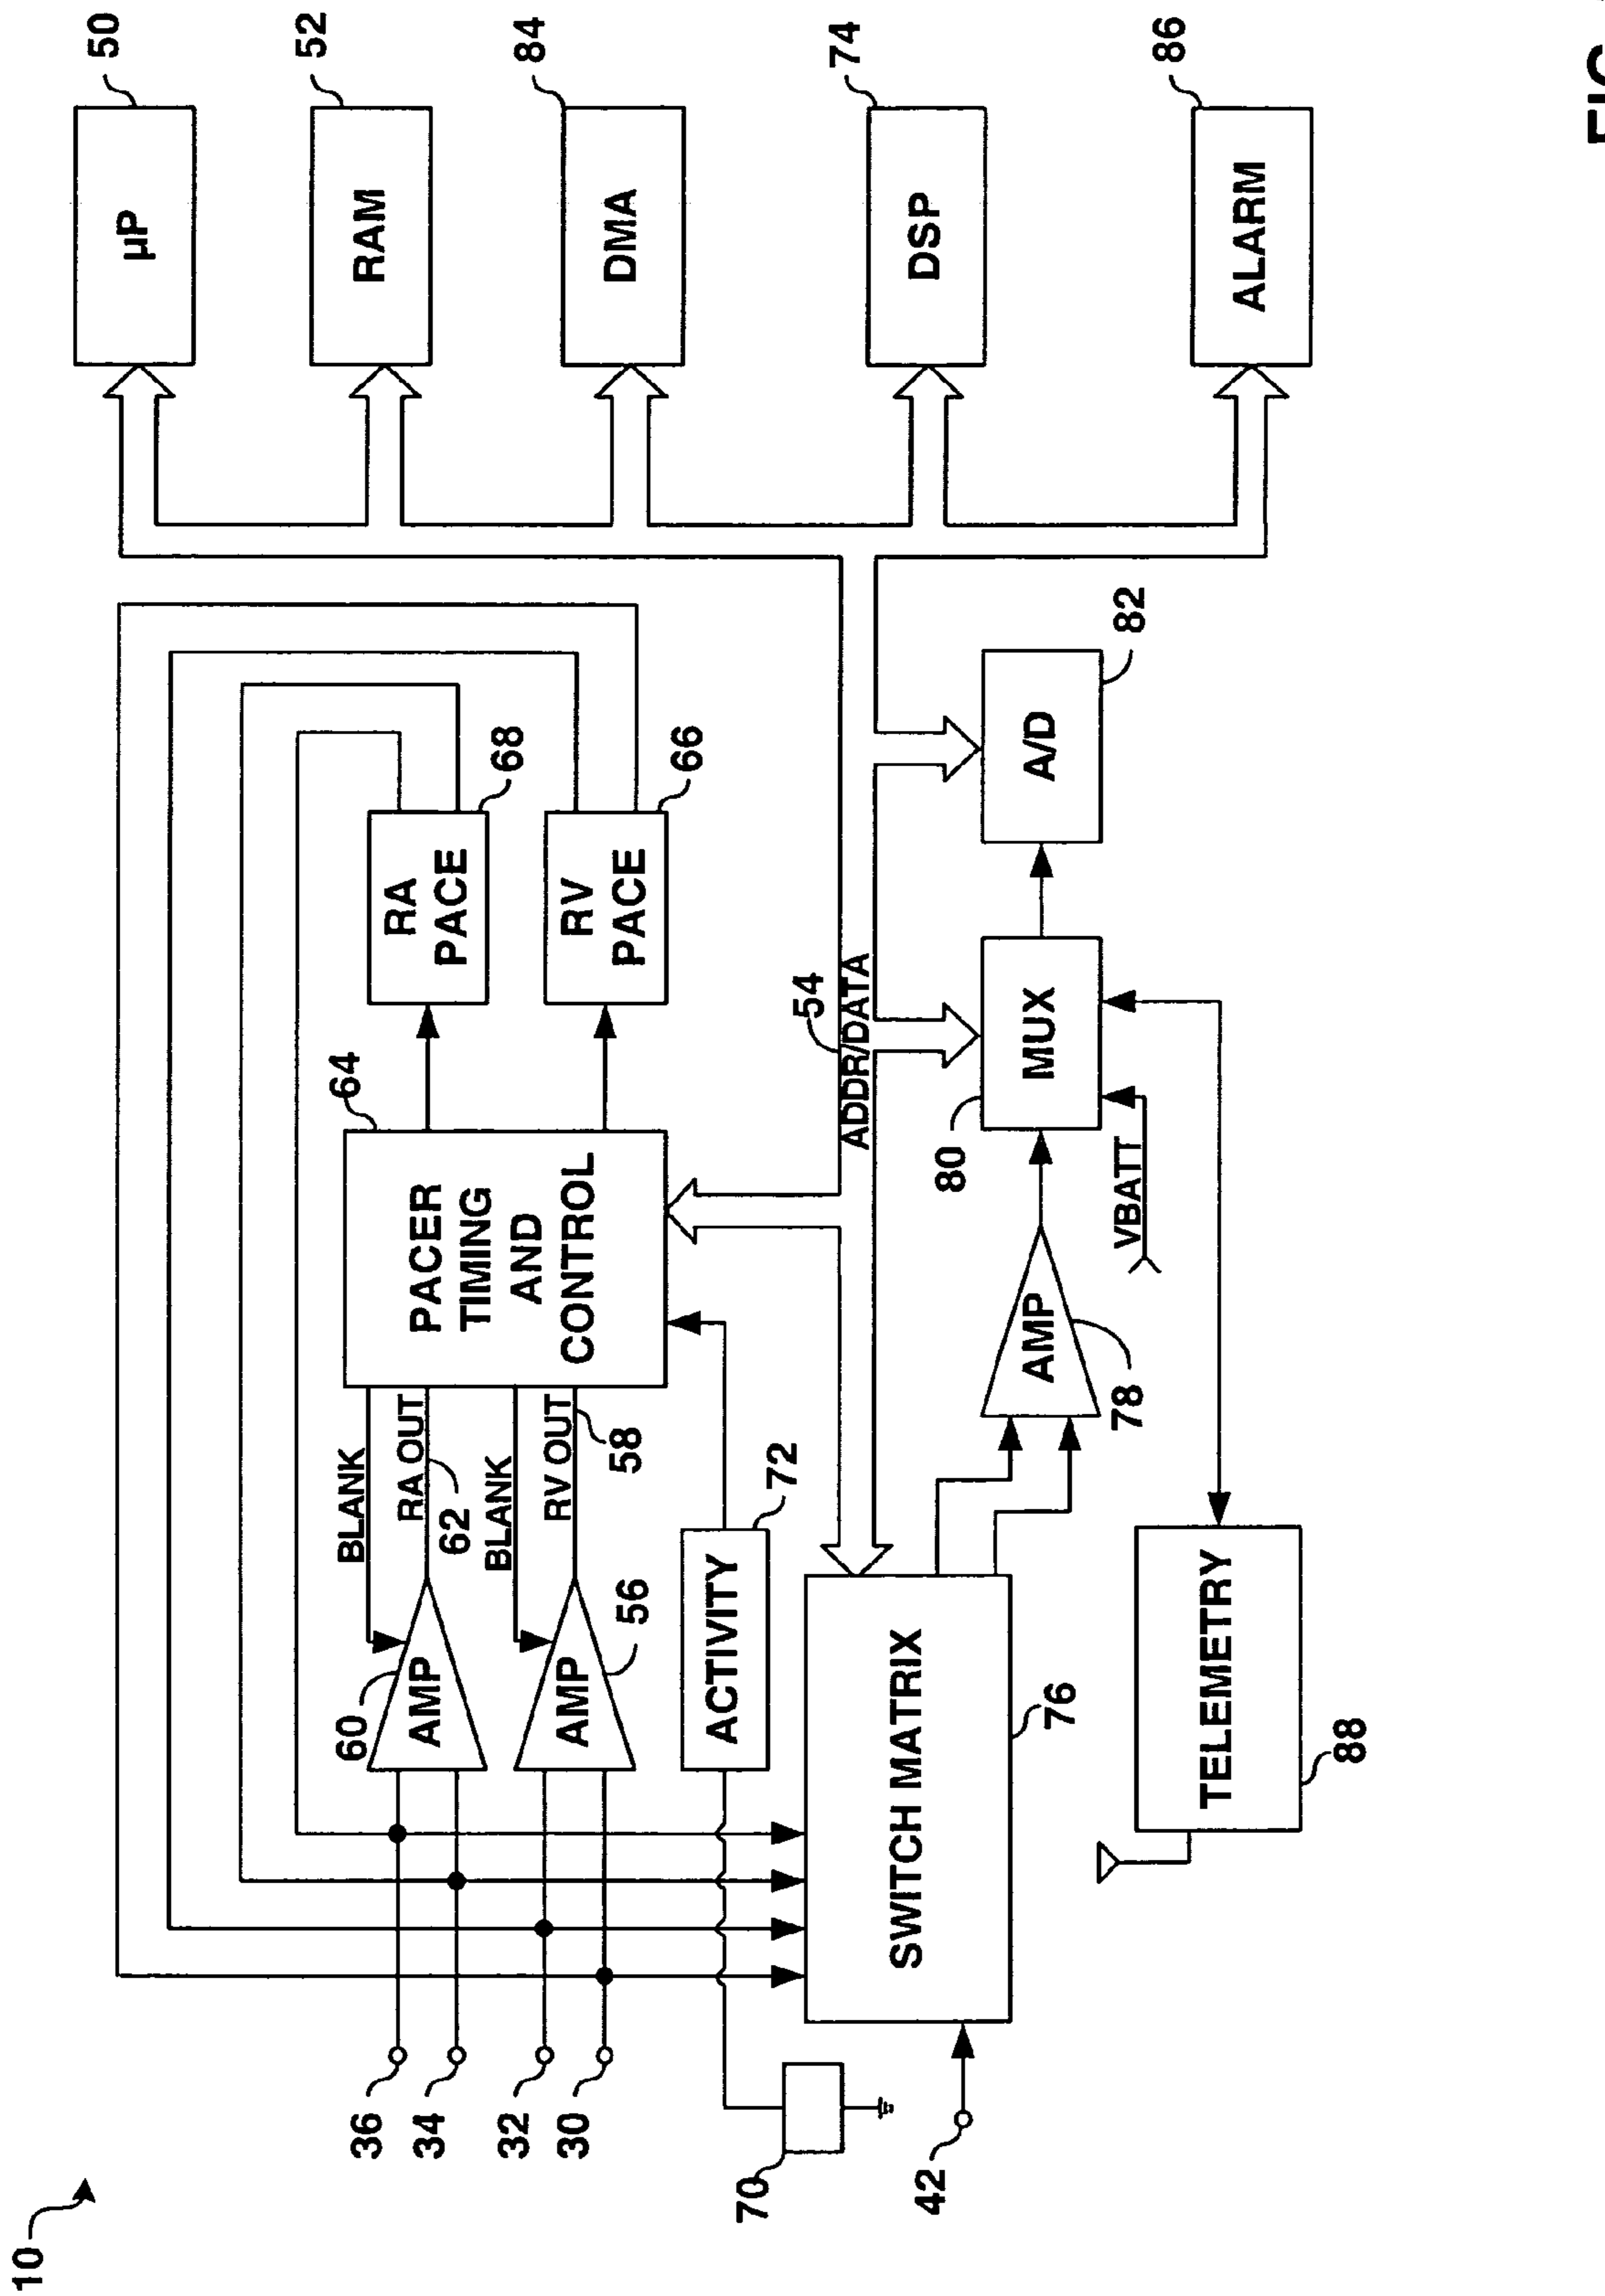 10
36
34
32
30
70
42
60
AMP
BLANK
RA OUT
62
BLANK
RV OUT
58
AMP
56
ACTIVITY
72
64
PACER
TIMING
AND
CONTROL
RA
PACE
68
RV
PACE
66
54
ADDR/DATA
SWITCH MATRIX
76
AMP
78
80
MUX
VBATT
A/D
82
TELEMETRY
88
µP
50
RAM
52
DMA
84
DSP
74
ALARM
86